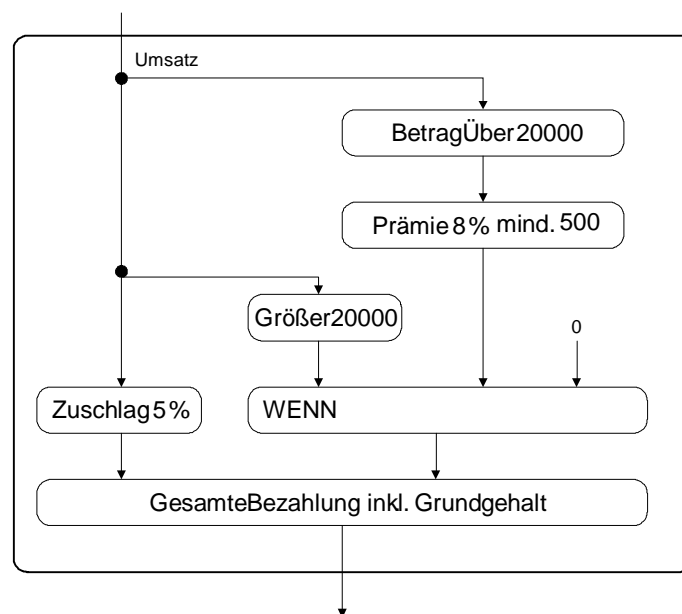 Umsatz
BetragÜber20000
Prämie 8% mind. 500
Größer20000
0
Zuschlag 5%
WENN
GesamteBezahlung inkl. Grundgehalt